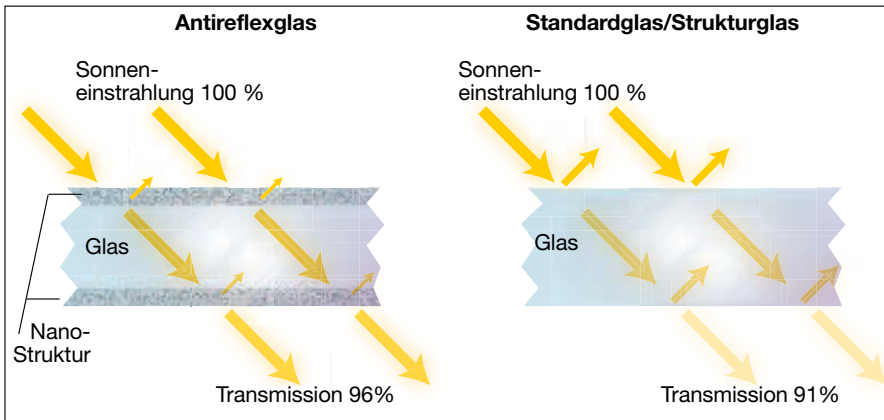 Antireflexglas
Sonnen-
einstrahlung 100 %
Glas
Nano-
Struktur
Transmission 96%
Standardglas/Strukturglas
Sonnen-
einstrahlung 100 %
Glas
Transmission 91%